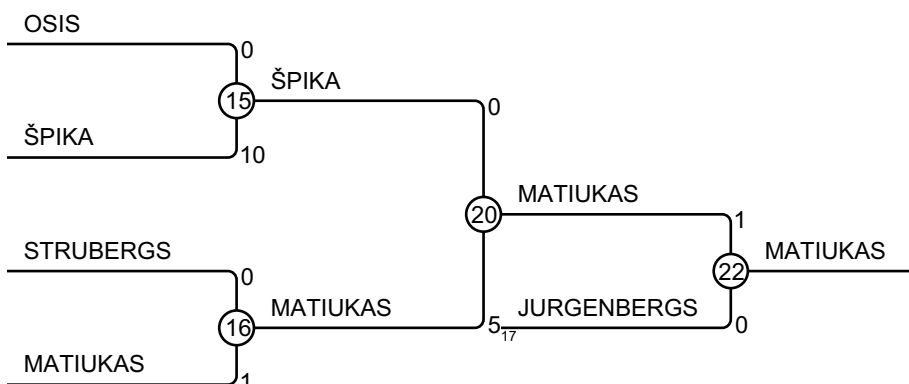 OSIS
0
15
ŠPIKA
0
ŠPIKA
10
20
MATIUKAS
1
STRUBERGS
0
22
MATIUKAS
16
MATIUKAS
5
17
JURGENBERGS
0
MATIUKAS
1